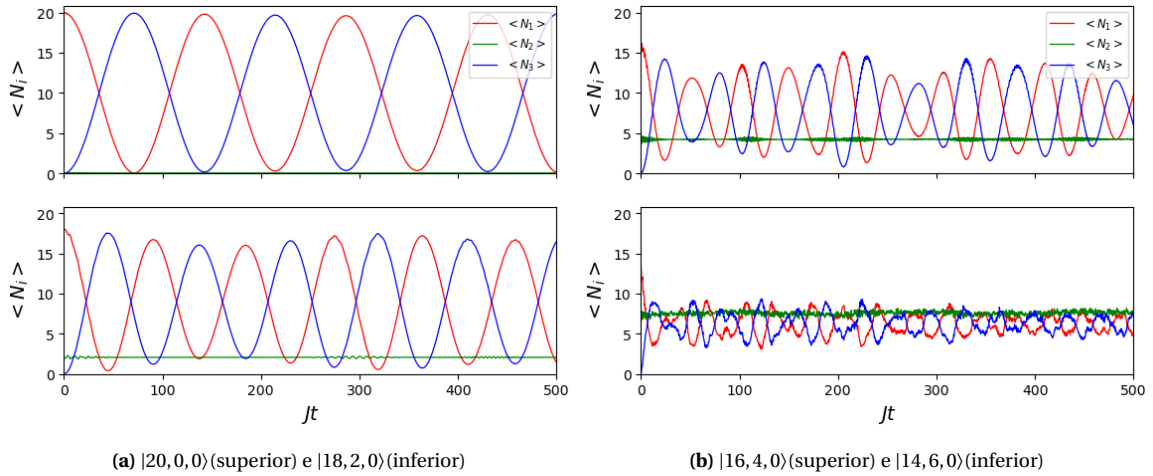 20
15
10
5
0
< N_i >
< N_1 >
< N_2 >
< N_3 >
20
15
10
5
0
< N_i >
0 100 200 300 400 500
Jt
(a) |20,0,0⟩(superior) e |18,2,0⟩(inferior)
20
15
10
5
0
< N_i >
< N_1 >
< N_2 >
< N_3 >
20
15
10
5
0
< N_i >
0 100 200 300 400 500
Jt
(b) |16,4,0⟩(superior) e |14,6,0⟩(inferior)